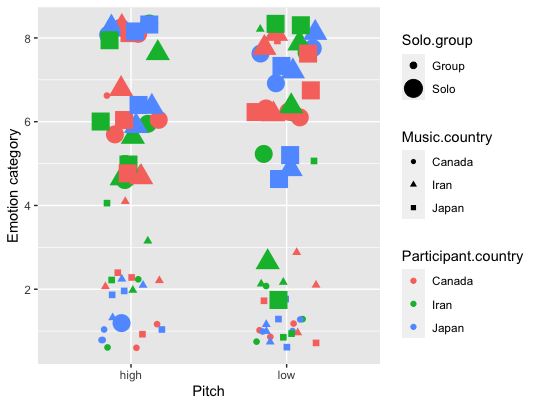 8
6
4
2
high
low
Pitch
Emotion category
Solo.group
Group
Solo
Music.country
Canada
Iran
Japan
Participant.country
Canada
Iran
Japan